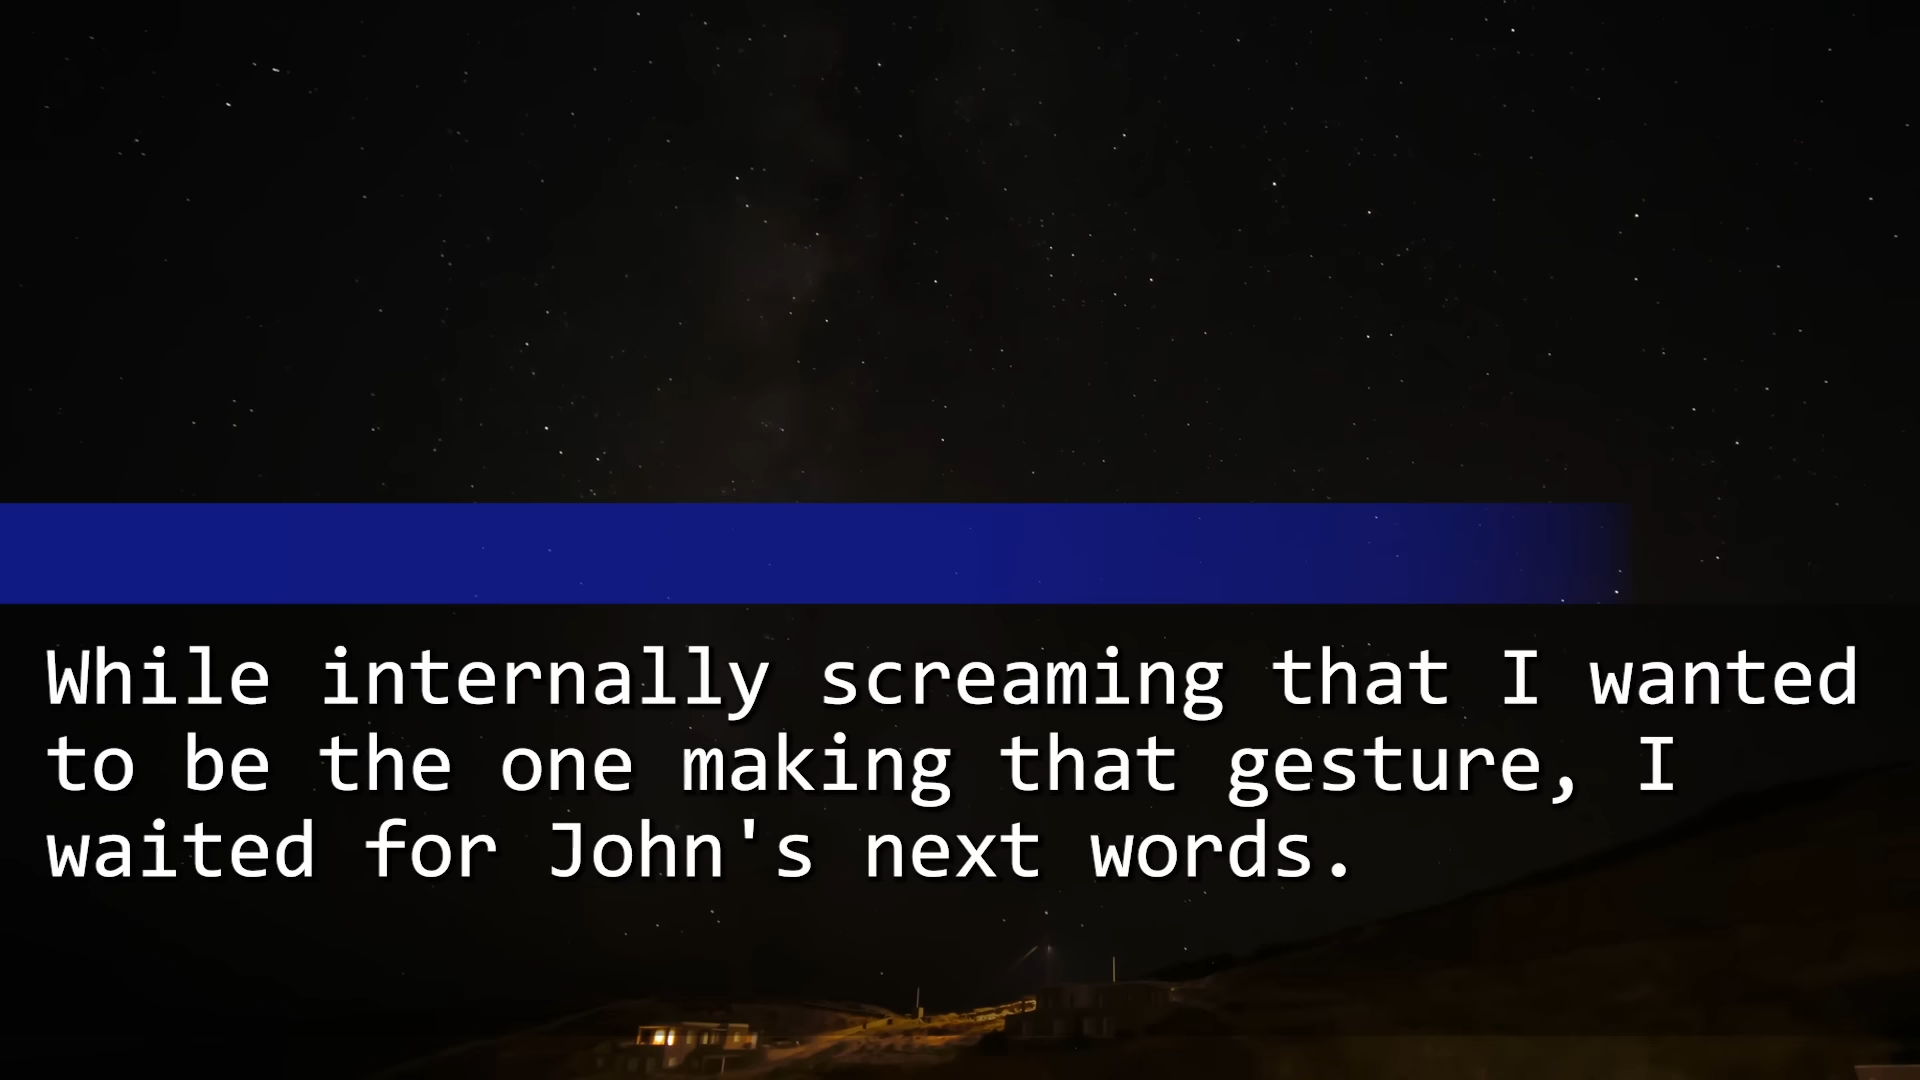 While internally screaming that I wanted
to be the one making that gesture, I
waited for John's next words.